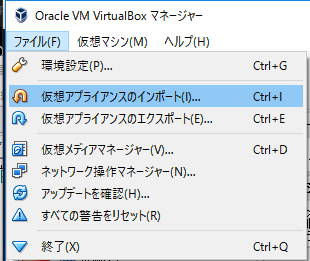 Oracle VM VirtualBox マネージャー
ファイル(F) 仮想マシン(M) ヘルプ(H)
環境設定(P)... Ctrl+G
仮想アプライアンスのインポート(I)... Ctrl+I
仮想アプライアンスのエクスポート(E)... Ctrl+E
仮想メディアマネージャー(V)... Ctrl+D
ネットワーク操作マネージャー(N)...
アップデートを確認(H)...
すべての警告をリセット(R)
終了(X) Ctrl+Q